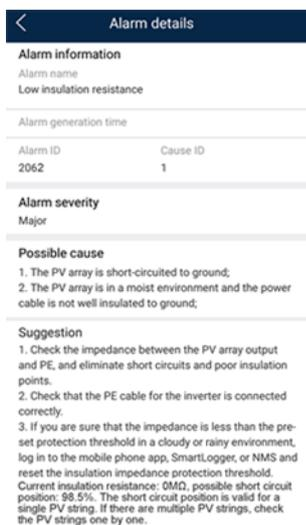 Alarm details
Alarm information
Alarm name
Low insulation resistance
Alarm generation time
Alarm ID
Cause ID
2062
1
Alarm severity
Major
Possible cause
1. The PV array is short-circuited to ground;
2. The PV array is in a moist environment and the power
cable is not well insulated to ground;
Suggestion
1. Check the impedance between the PV array output
and PE, and eliminate short circuits and poor insulation
points.
2. Check that the PE cable for the inverter is connected
correctly.
3. If you are sure that the impedance is less than the pre-
set protection threshold in a cloudy or rainy environment,
log in to the mobile phone app, SmartLogger, or NMS and
reset the insulation impedance protection threshold.
Current insulation resistance: 0MΩ, possible short circuit
position: 98.5%. The short circuit position is valid for a
single PV string. If there are multiple PV strings, check
the PV strings one by one.